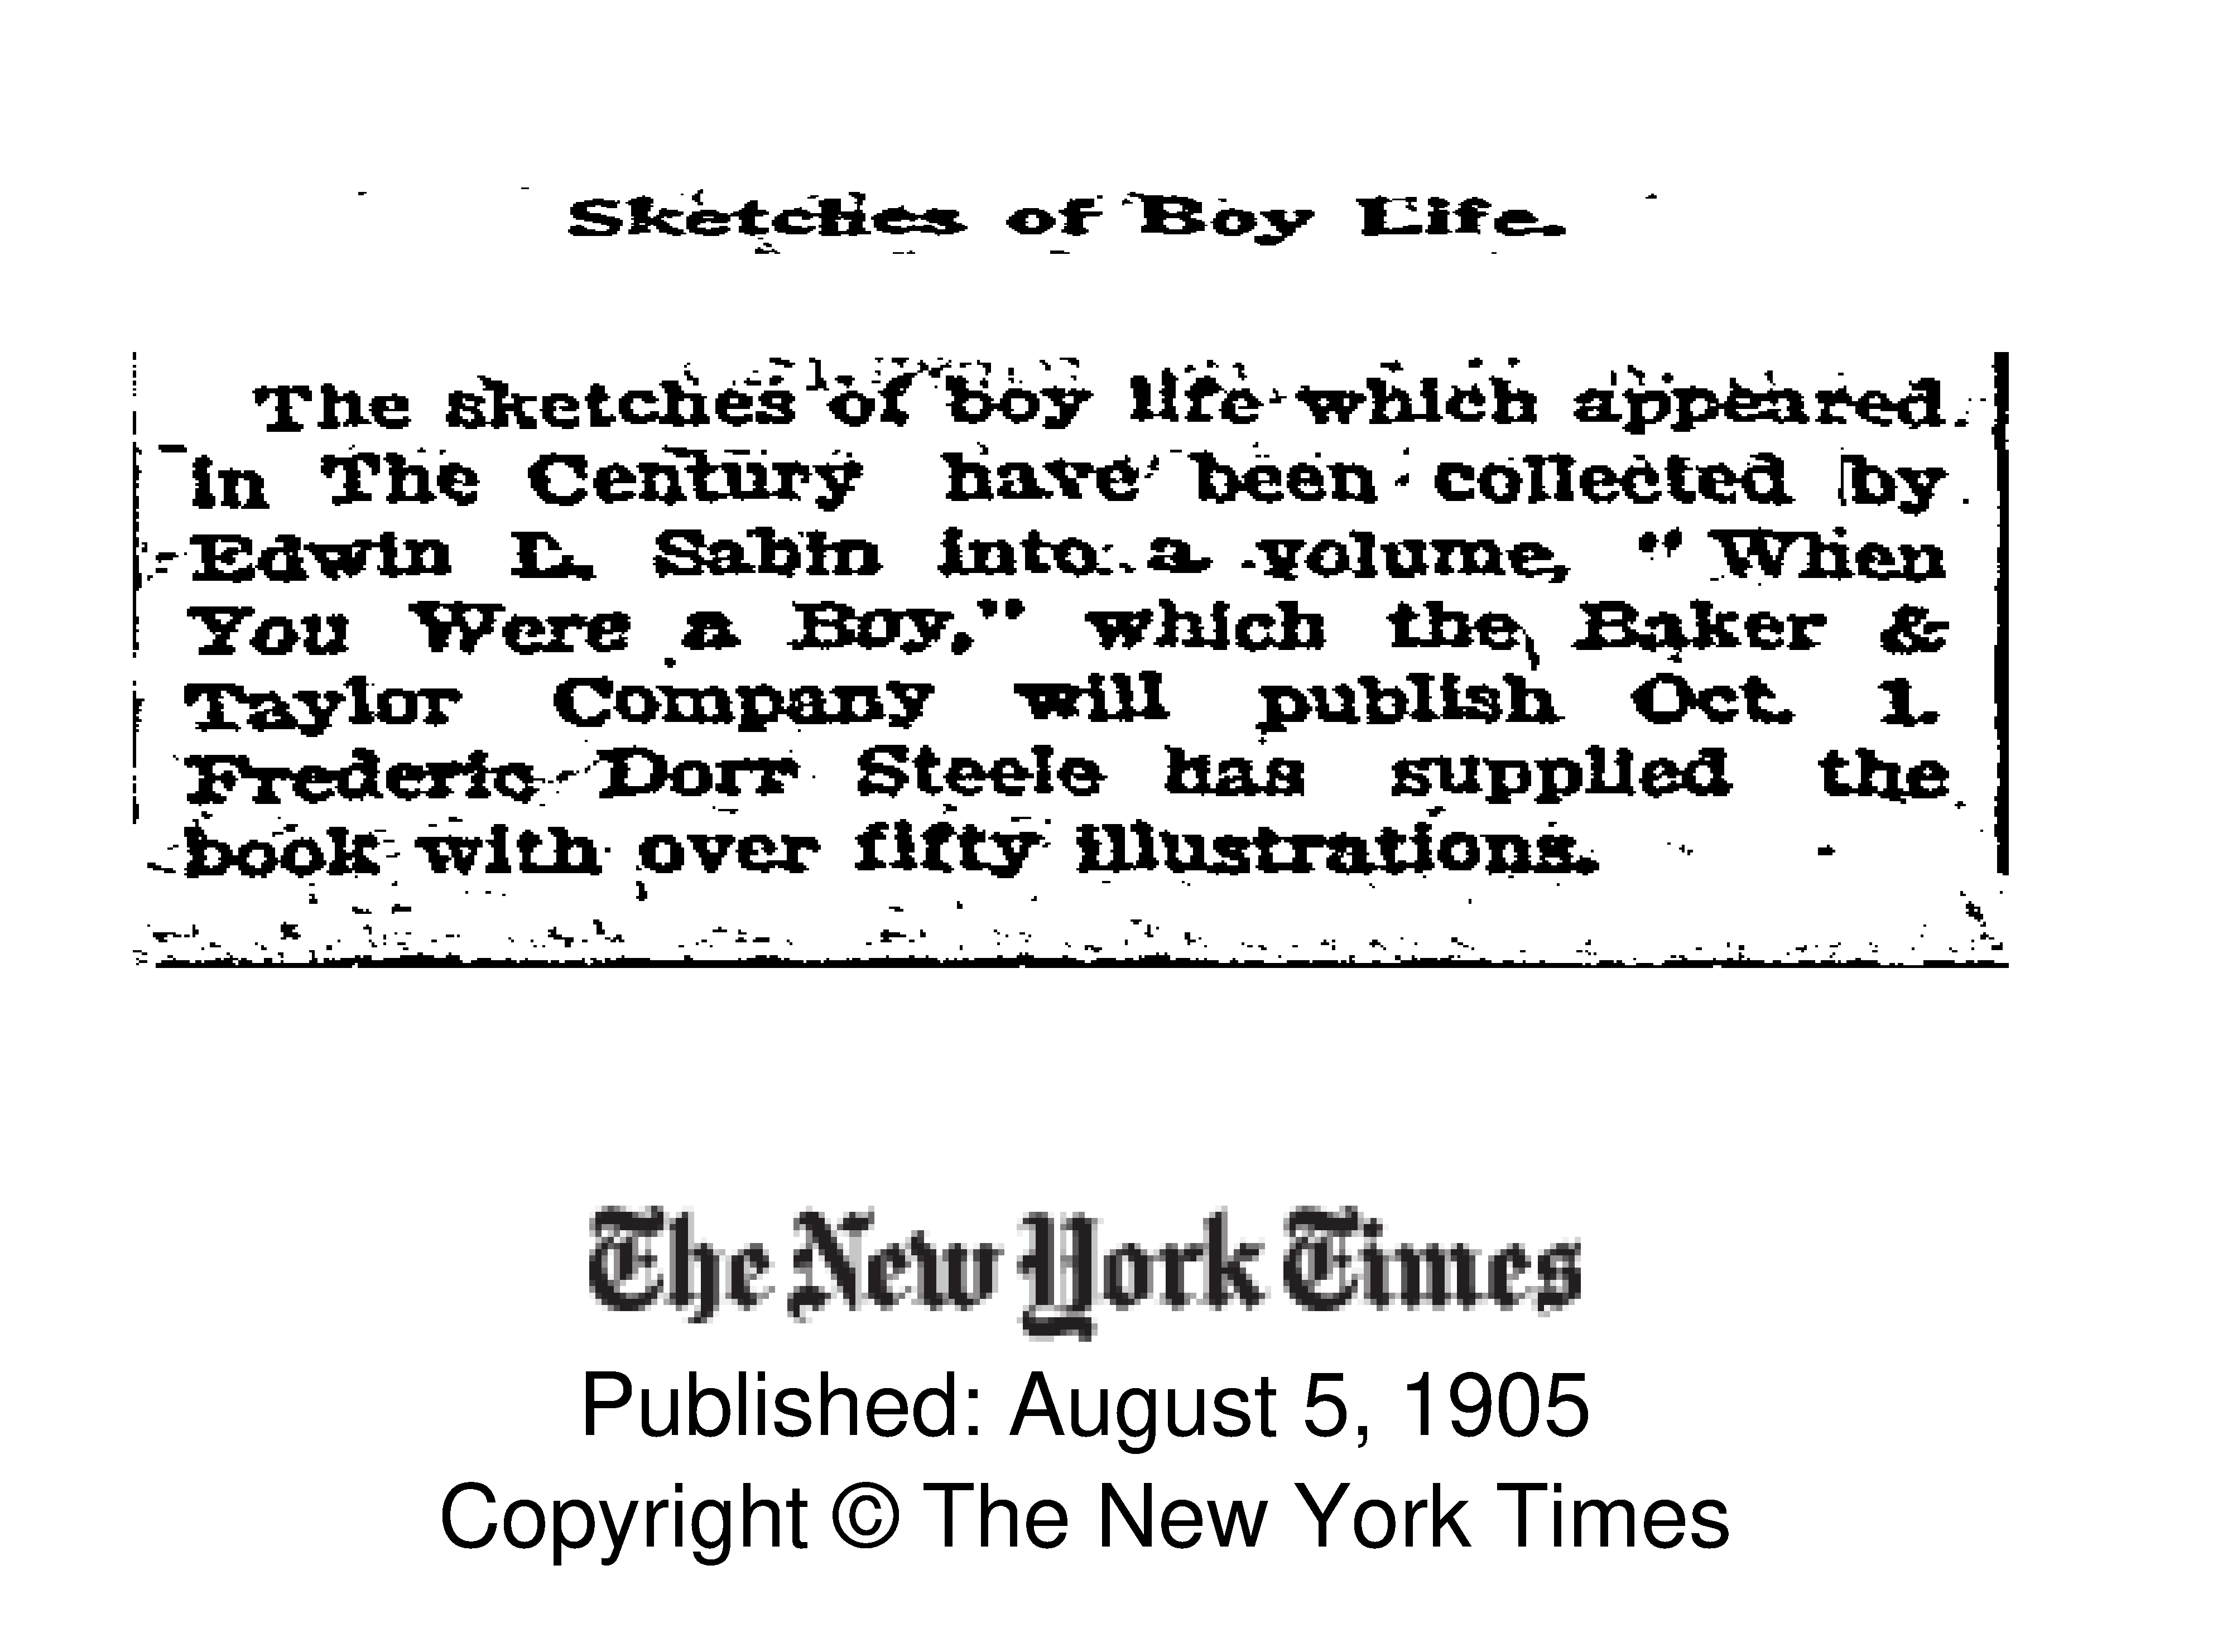 Sketches of Boy Life.
The sketches of boy life which appeared
in The Century have been collected by
Edwin L. Sabin into a volume, "When
You Were a Boy," which the Baker &
Taylor Company will publish Oct. 1.
Frederic Dorr Steele has supplied the
book with over fifty illustrations.
The New York Times
Published: August 5, 1905
Copyright © The New York Times